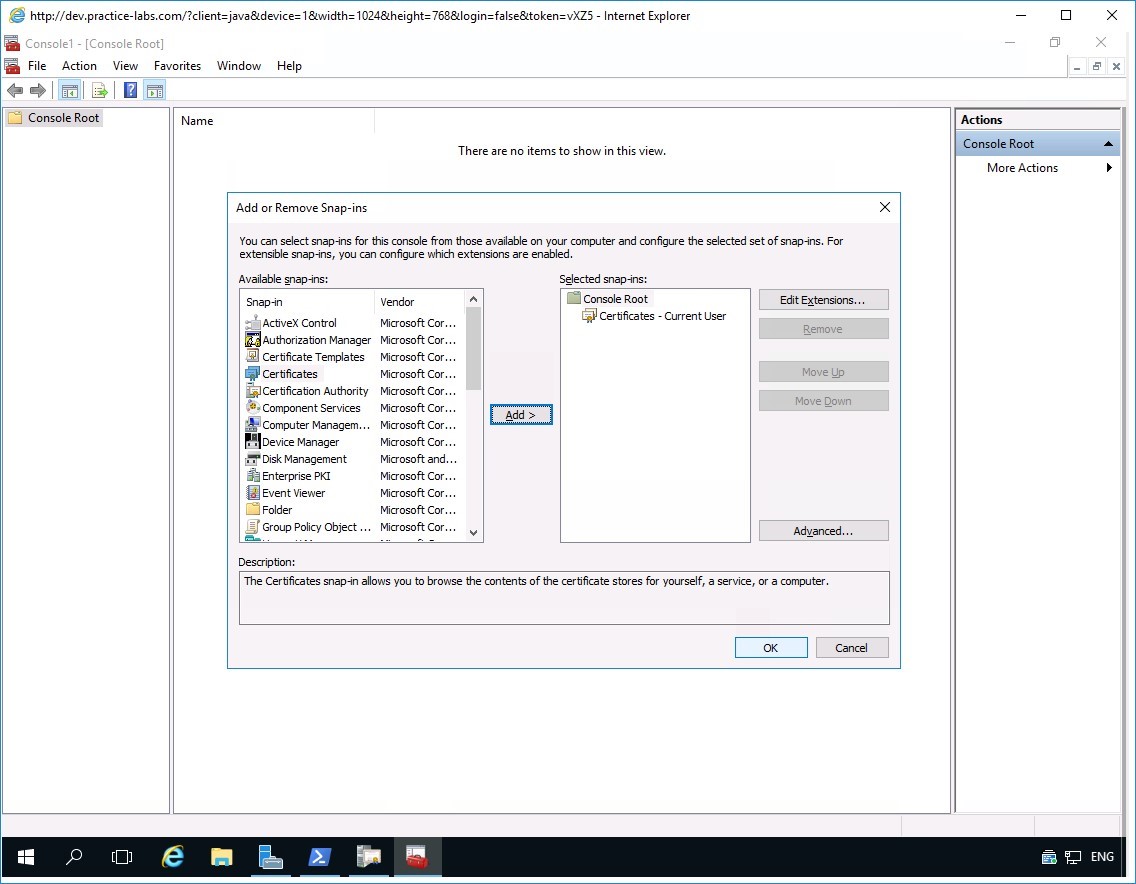 http://dev.practice-labs.com/?client=java&device=1&width=1024&height=768&login=false&token=vXZ5 - Internet Explorer
Console1 - [Console Root]
File Action View Favorites Window Help
Console Root
Name
There are no items to show in this view.
Actions
Console Root
More Actions
Add or Remove Snap-ins
You can select snap-ins for this console from those available on your computer and configure the selected set of snap-ins. For
extensible snap-ins, you can configure which extensions are enabled.
Available snap-ins:
Snap-in Vendor
ActiveX Control Microsoft Cor...
Authorization Manager Microsoft Cor...
Certificate Templates Microsoft Cor...
Certificates Microsoft Cor...
Certification Authority Microsoft Cor...
Component Services Microsoft Cor...
Computer Managem... Microsoft Cor...
Device Manager Microsoft Cor...
Disk Management Microsoft and...
Enterprise PKI Microsoft Cor...
Event Viewer Microsoft Cor...
Folder Microsoft Cor...
Group Policy Object ... Microsoft Cor...
Add >
Selected snap-ins:
Console Root
Certificates - Current User
Edit Extensions...
Remove
Move Up
Move Down
Advanced...
Description:
The Certificates snap-in allows you to browse the contents of the certificate stores for yourself, a service, or a computer.
OK
Cancel
ENG